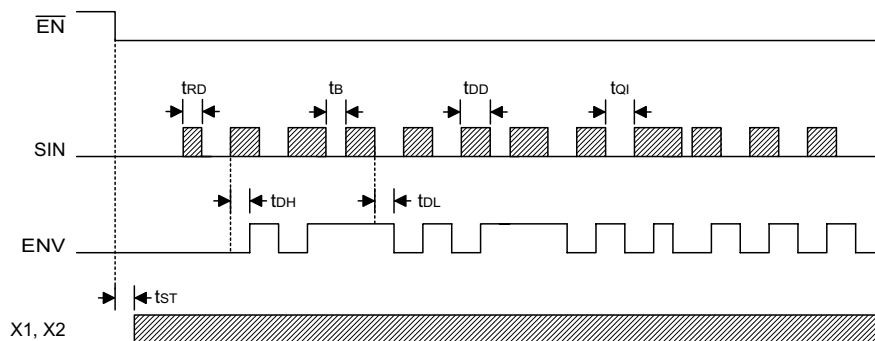 EN
tRD
tB
tDD
tQI
SIN
tDH
tDL
ENV
tST
X1, X2